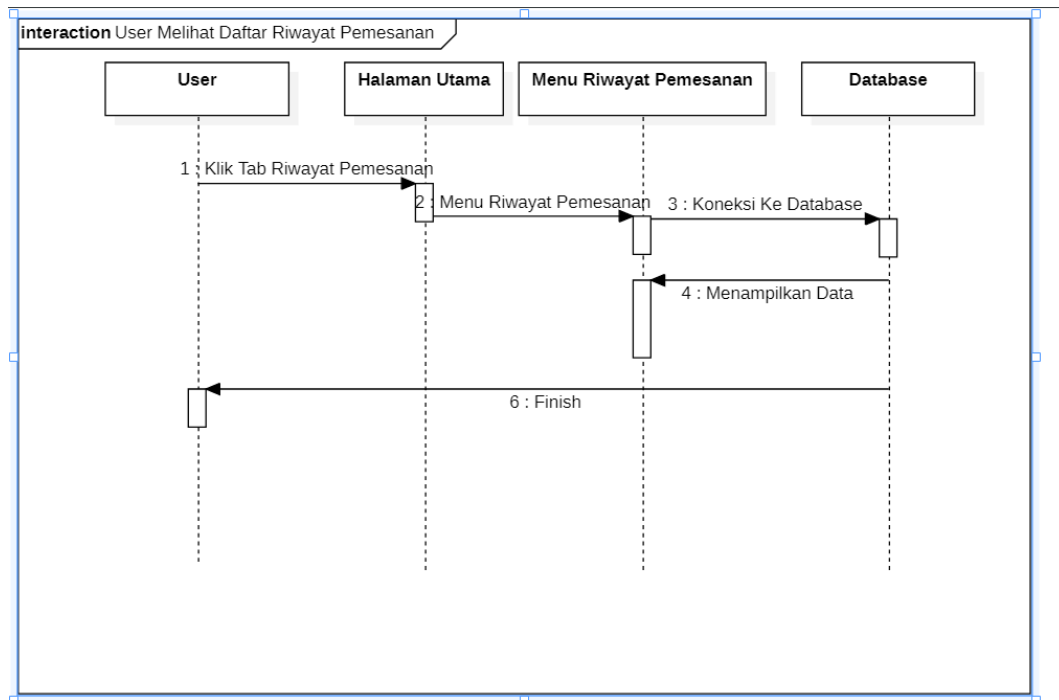 interaction User Melihat Daftar Riwayat Pemesanan
User
Halaman Utama
Menu Riwayat Pemesanan
Database
1 : Klik Tab Riwayat Pemesanan
2 : Menu Riwayat Pemesanan
3 : Koneksi Ke Database
4 : Menampilkan Data
6 : Finish